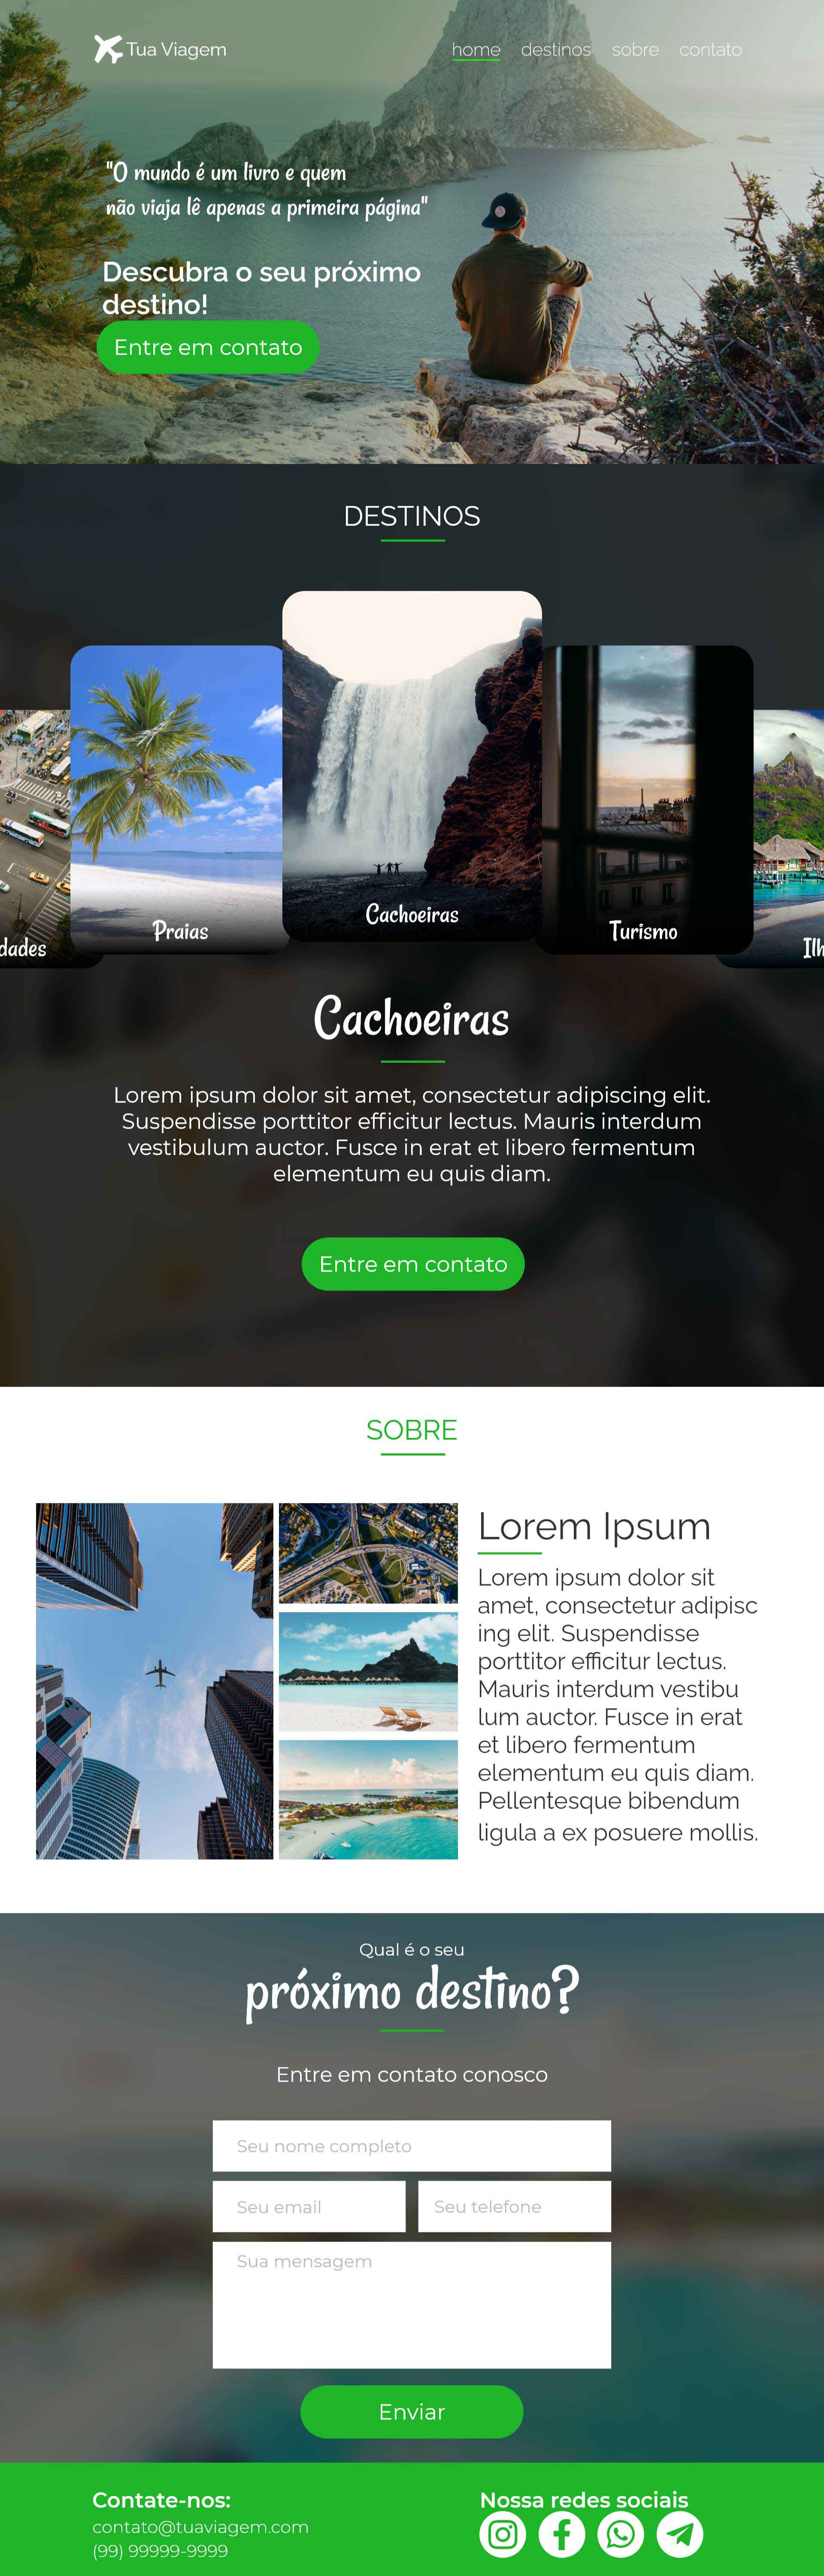 Tua Viagem
home destinos sobre contato
"O mundo é um livro e quem
não viaja lê apenas a primeira página"
Descubra o seu próximo
destino!
Entre em contato
DESTINOS
dades
Praias
Cachoeiras
Turismo
Ilh
Cachoeiras
Lorem ipsum dolor sit amet, consectetur adipiscing elit.
Suspendisse porttitor efficitur lectus. Mauris interdum
vestibulum auctor. Fusce in erat et libero fermentum
elementum eu quis diam.
Entre em contato
SOBRE
Lorem Ipsum
Lorem ipsum dolor sit
amet, consectetur adipisc
ing elit. Suspendisse
porttitor efficitur lectus.
Mauris interdum vestibu
lum auctor. Fusce in erat
et libero fermentum
elementum eu quis diam.
Pellentesque bibendum
ligula a ex posuere mollis.
Qual é o seu
próximo destino?
Entre em contato conosco
Seu nome completo
Seu email
Seu telefone
Sua mensagem
Enviar
Contate-nos:
contato@tuaviagem.com
(99) 99999-9999
Nossa redes sociais